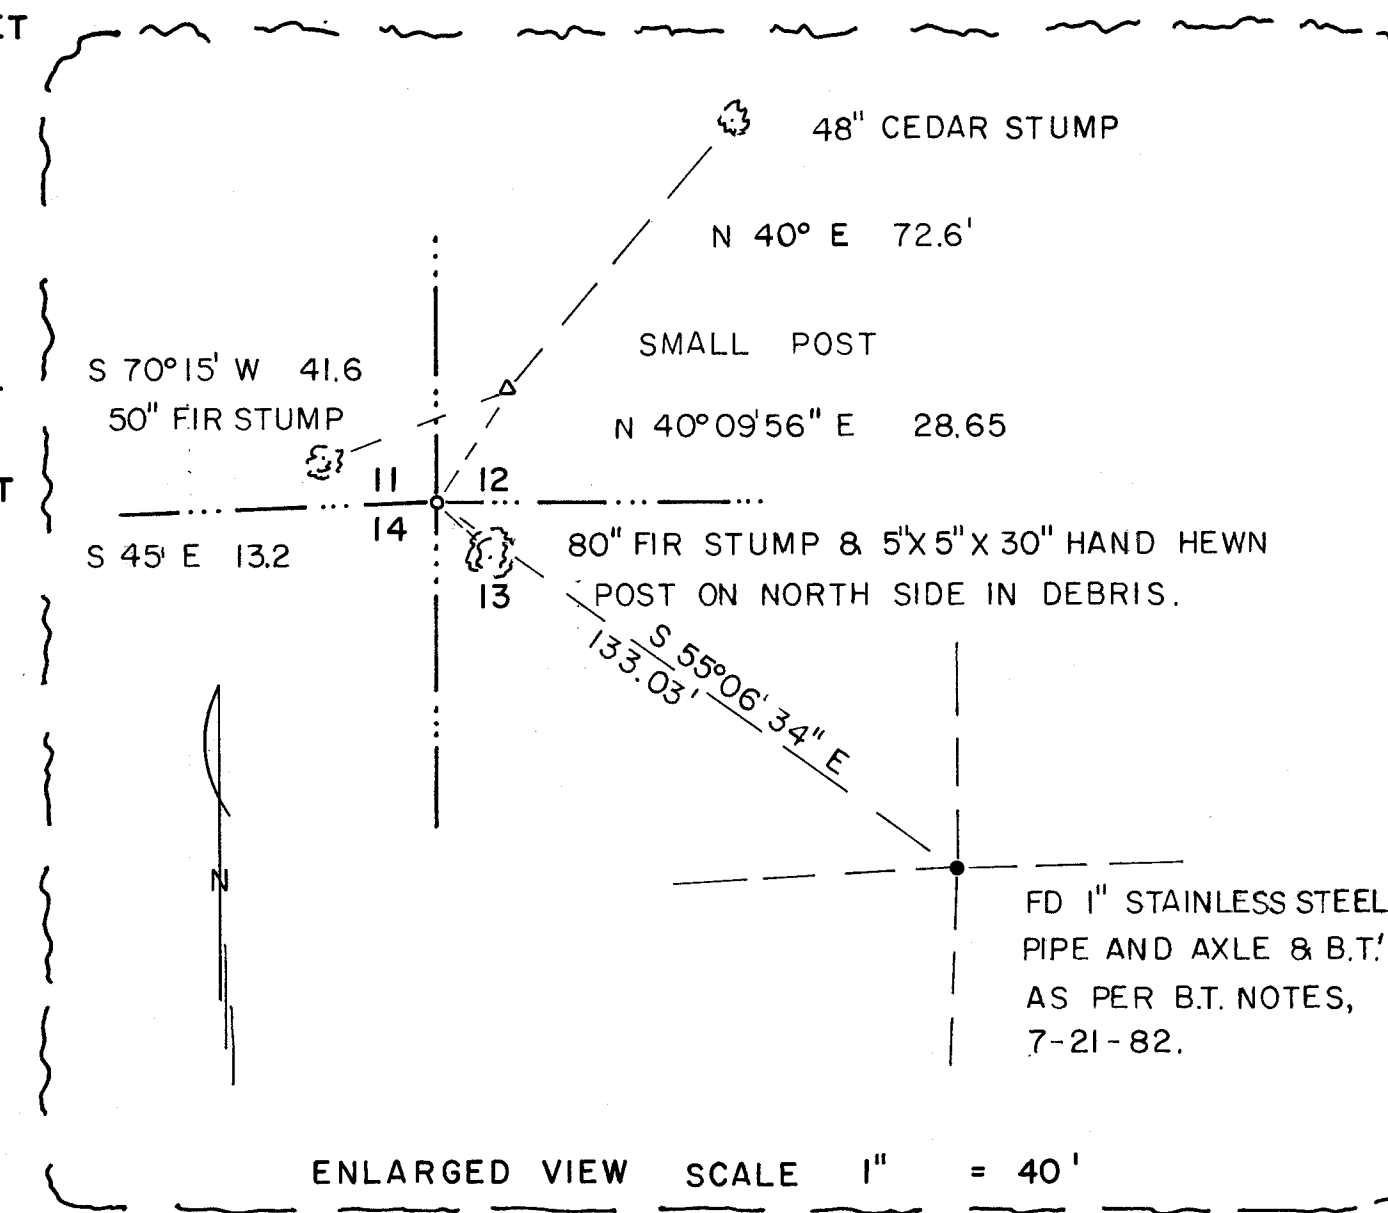 48" CEDAR STUMP
N 40° E 72.6'
SMALL POST
N 40°09'56" E 28.65
S 70°15' W 41.6
50" FIR STUMP
11 12
14
13
S 45' E 13.2
80" FIR STUMP & 5"X 5" X 30" HAND HEWN
POST ON NORTH SIDE IN DEBRIS.
S 55°06'34" E
133.03'
N
FD 1" STAINLESS STEEL
PIPE AND AXLE & B.T.'
AS PER B.T. NOTES,
7-21-82.
ENLARGED VIEW SCALE 1" = 40'